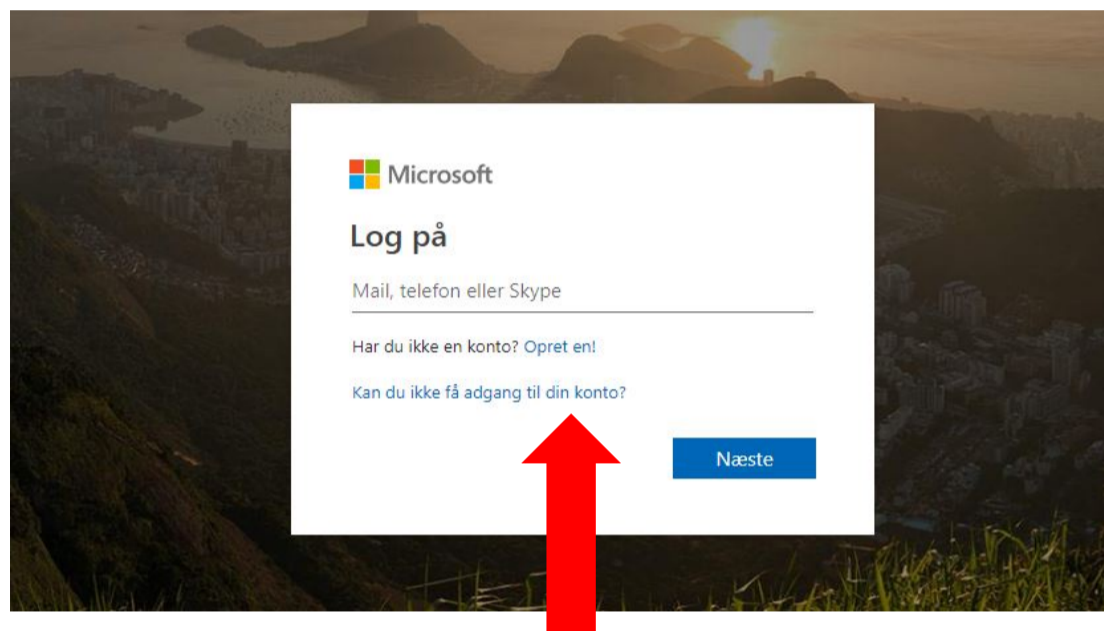 Microsoft
Log på
Mail, telefon eller Skype
Har du ikke en konto? Opret en!
Kan du ikke få adgang til din konto?
Næste